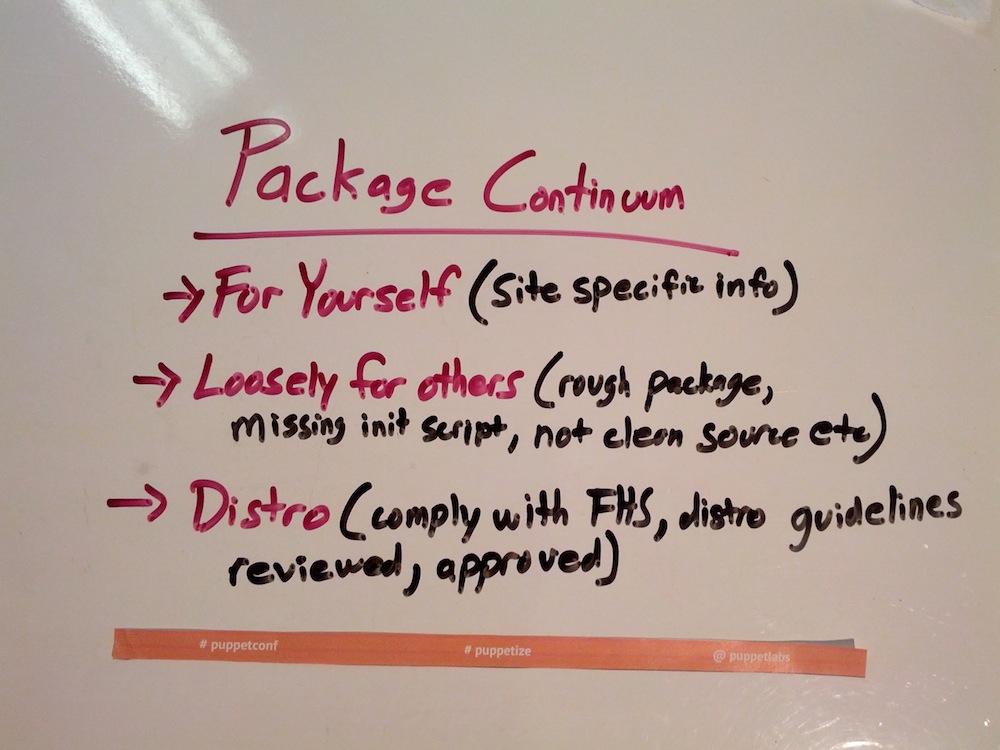 Package Continuum
→ For Yourself (Site specific info)
→ Loosely for others (rough package,
missing init script, not clean source etc)
→ Distro (comply with FHS, distro guidelines
reviewed, approved)
# puppetconf # puppetize @ puppetlabs